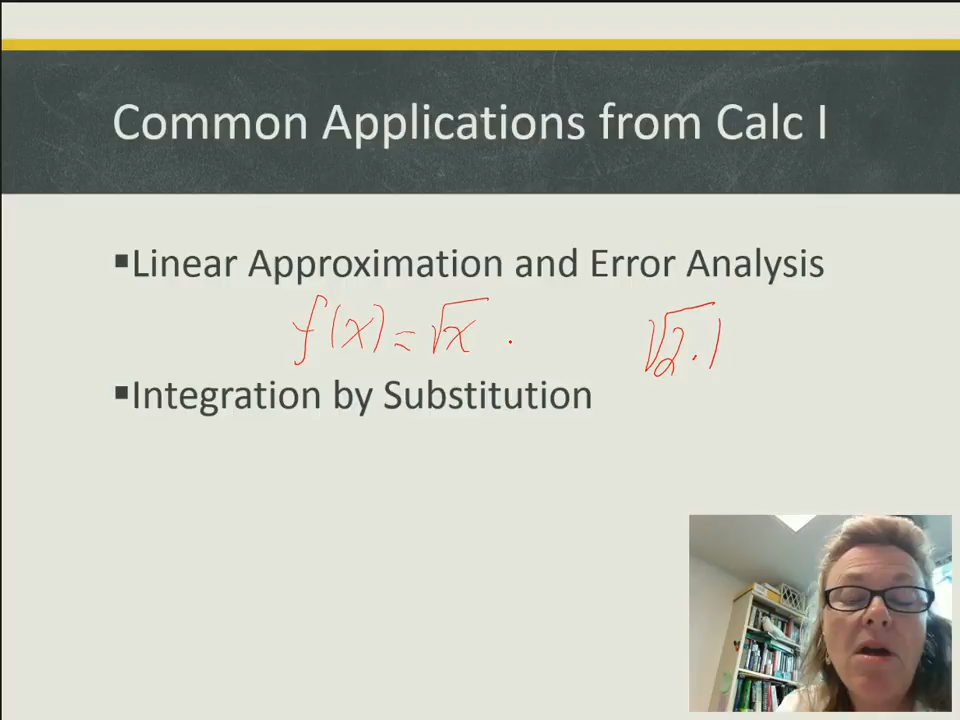 Common Applications from Calc I
▪Linear Approximation and Error Analysis
f(x) = √x . √2.1
▪Integration by Substitution